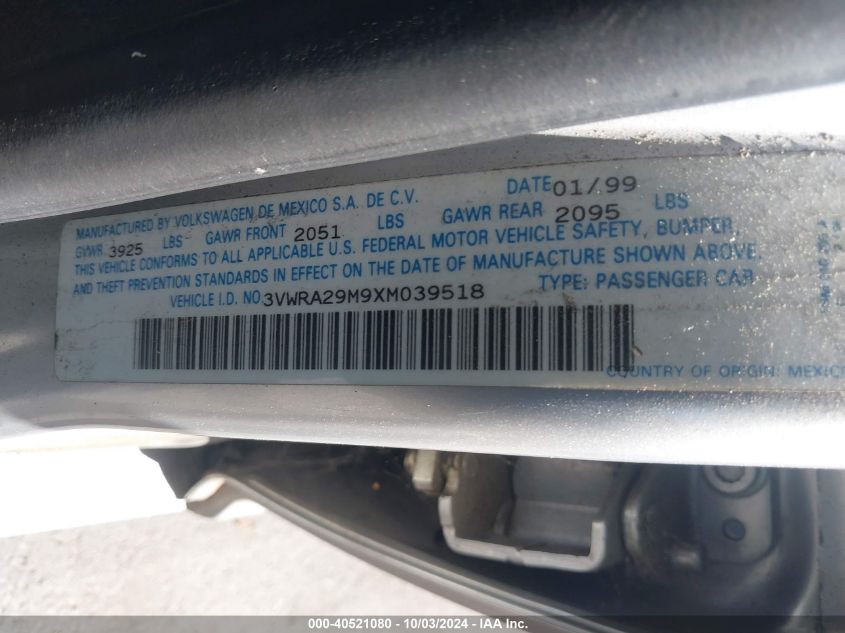 MANUFACTURED BY VOLKSWAGEN DE MEXICO S.A. DE C.V. DATE 01/99
GVWR 3925 LBS GAWR FRONT 2051 LBS GAWR REAR 2095 LBS
THIS VEHICLE CONFORMS TO ALL APPLICABLE U.S. FEDERAL MOTOR VEHICLE SAFETY, BUMPER,
AND THEFT PREVENTION STANDARDS IN EFFECT ON THE DATE OF MANUFACTURE SHOWN ABOVE.
VEHICLE I.D. NO. 3VWRA29M9XM039518 TYPE: PASSENGER CAR
COUNTRY OF ORIGIN: MEXICO
000-40521080 - 10/03/2024 - IAA Inc.